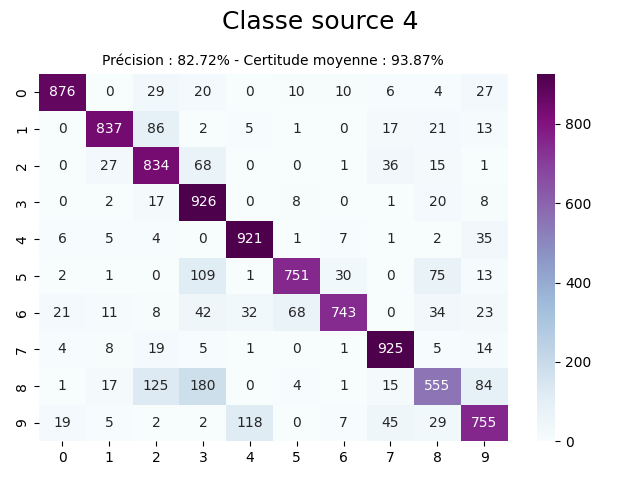 Classe source 4
Précision : 82.72% - Certitude moyenne : 93.87%
0 876 0 29 20 0 10 10 6 4 27
1 0 837 86 2 5 1 0 17 21 13
2 0 27 834 68 0 0 1 36 15 1
3 0 2 17 926 0 8 0 1 20 8
4 6 5 4 0 921 1 7 1 2 35
5 2 1 0 109 1 751 30 0 75 13
6 21 11 8 42 32 68 743 0 34 23
7 4 8 19 5 1 0 1 925 5 14
8 1 17 125 180 0 4 1 15 555 84
9 19 5 2 2 118 0 7 45 29 755
0 1 2 3 4 5 6 7 8 9
800
600
400
200
0